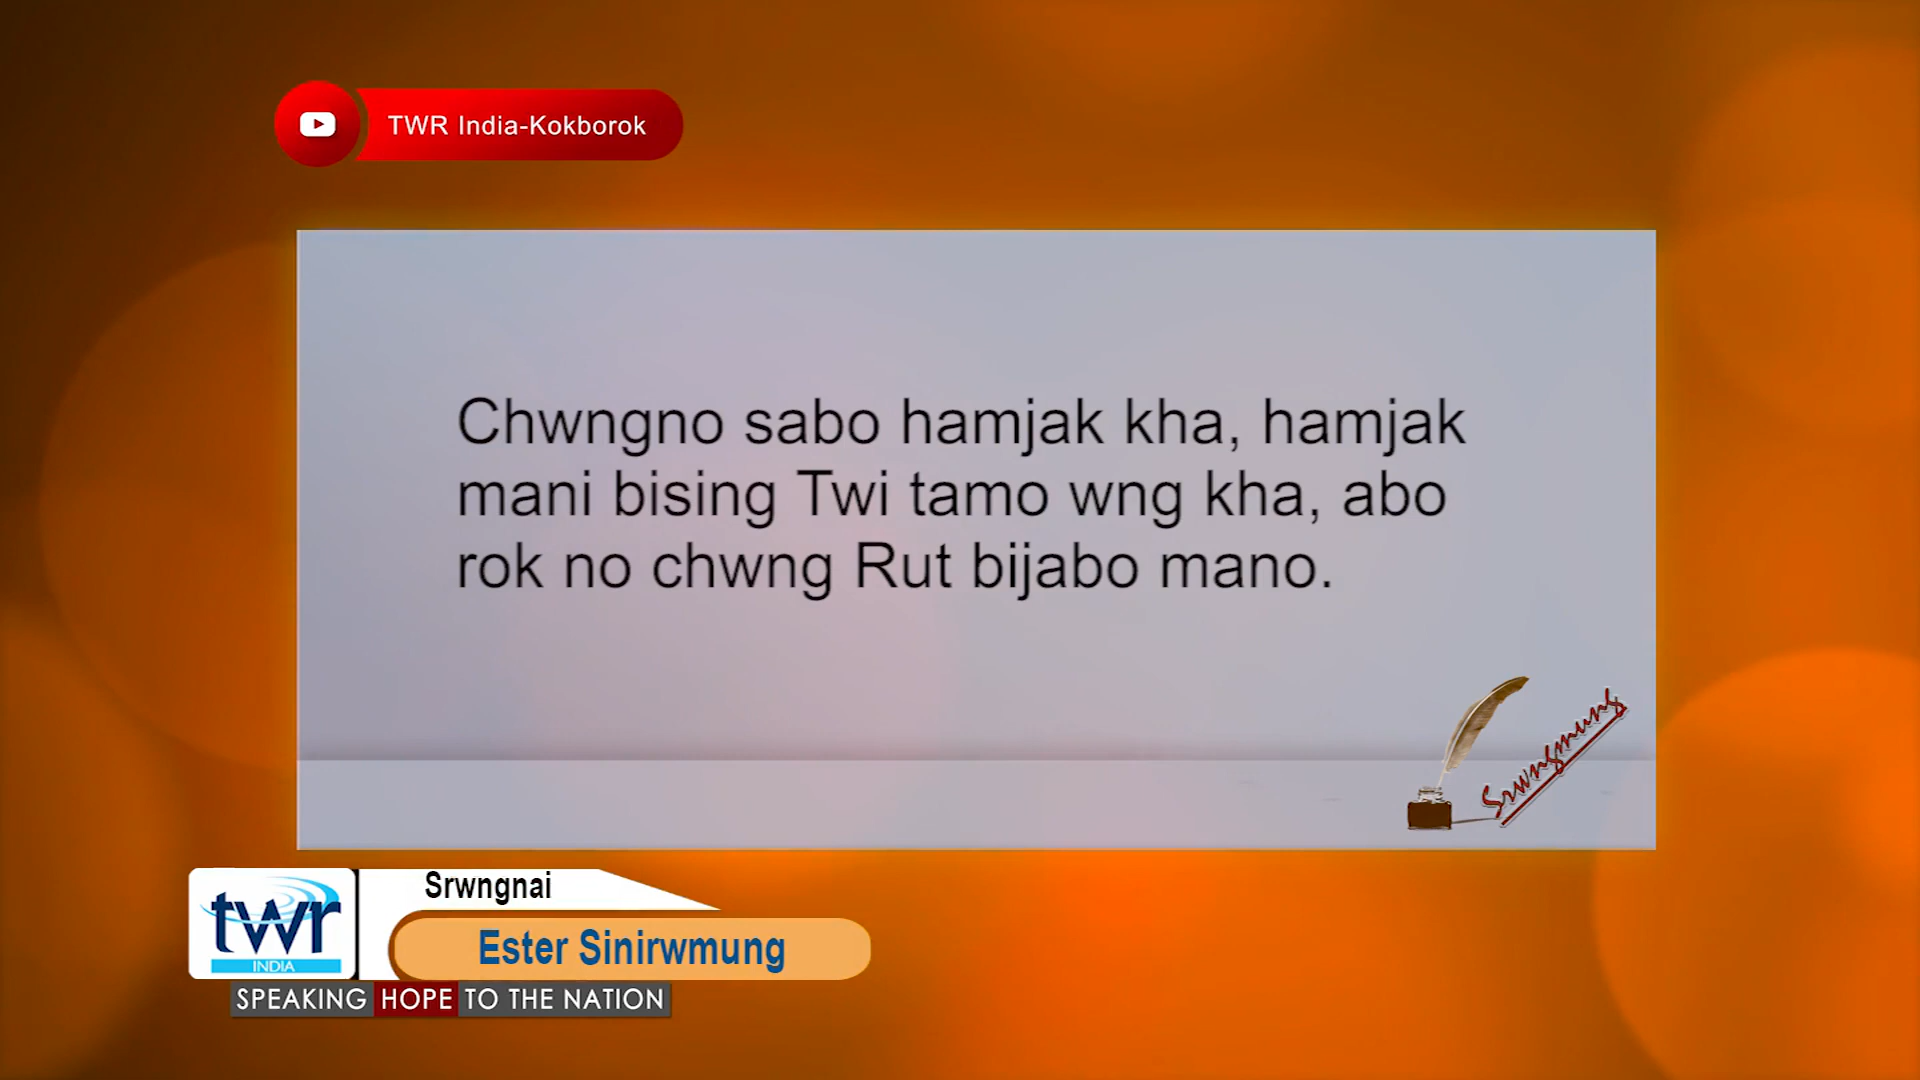 TWR India-Kokborok
Chwngno sabo hamjak kha, hamjak
mani bising Twi tamo wng kha, abo
rok no chwng Rut bijabo mano.
Srwngmung
twr
INDIA
Srwngnai
Ester Sinirwmung
SPEAKING HOPE TO THE NATION